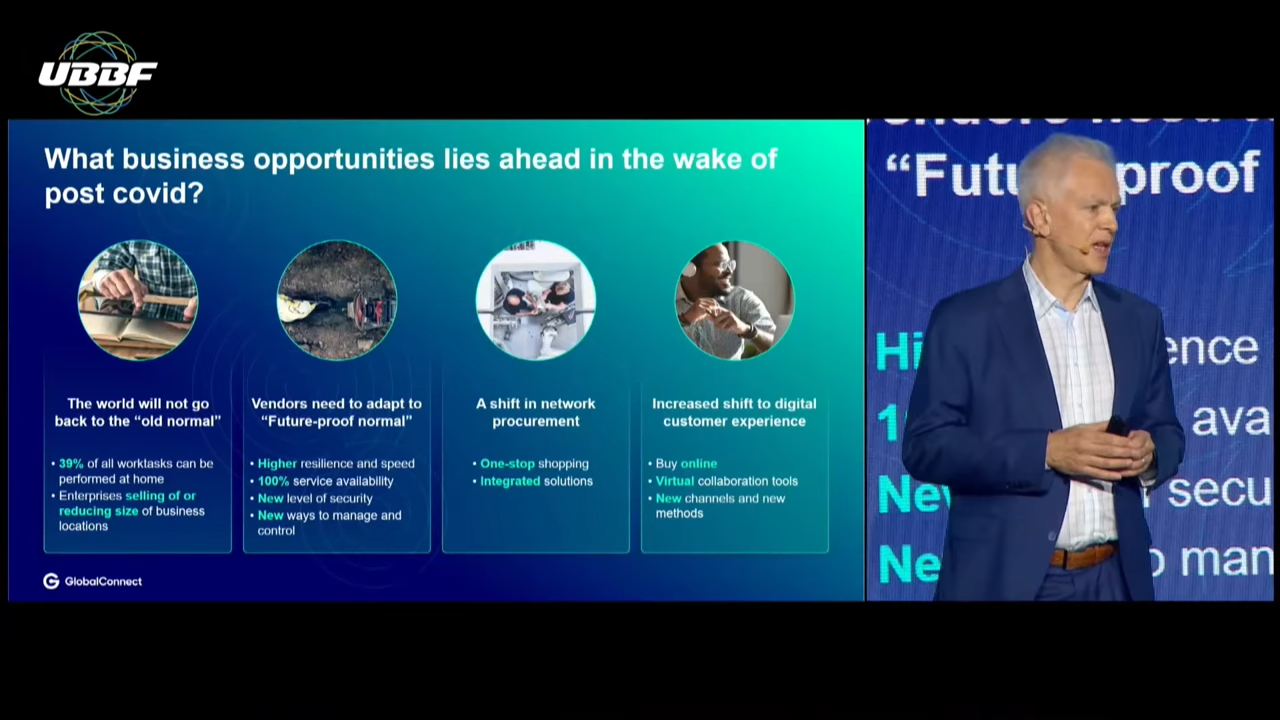 UBBF
What business opportunities lies ahead in the wake of
post covid?
The world will not go
back to the “old normal”
• 39% of all worktasks can be
performed at home
• Enterprises selling of or
reducing size of business
locations
Vendors need to adapt to
“Future-proof normal”
• Higher resilience and speed
• 100% service availability
• New level of security
• New ways to manage and
control
A shift in network
procurement
• One-stop shopping
• Integrated solutions
Increased shift to digital
customer experience
• Buy online
• Virtual collaboration tools
• New channels and new
methods
GlobalConnect
“Futu proof
Hi ence
1 ava
New secu
Ne man